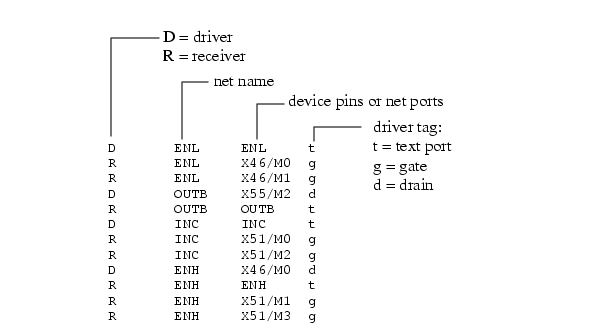 D = driver
R = receiver
net name
device pins or net ports
driver tag:
t = text port
g = gate
d = drain
D ENL ENL t
R ENL X46/M0 g
R ENL X46/M1 g
D OUTB X55/M2 d
R OUTB OUTB t
D INC INC t
R INC X51/M0 g
R INC X51/M2 g
D ENH X46/M0 d
R ENH ENH t
R ENH X51/M1 g
R ENH X51/M3 g